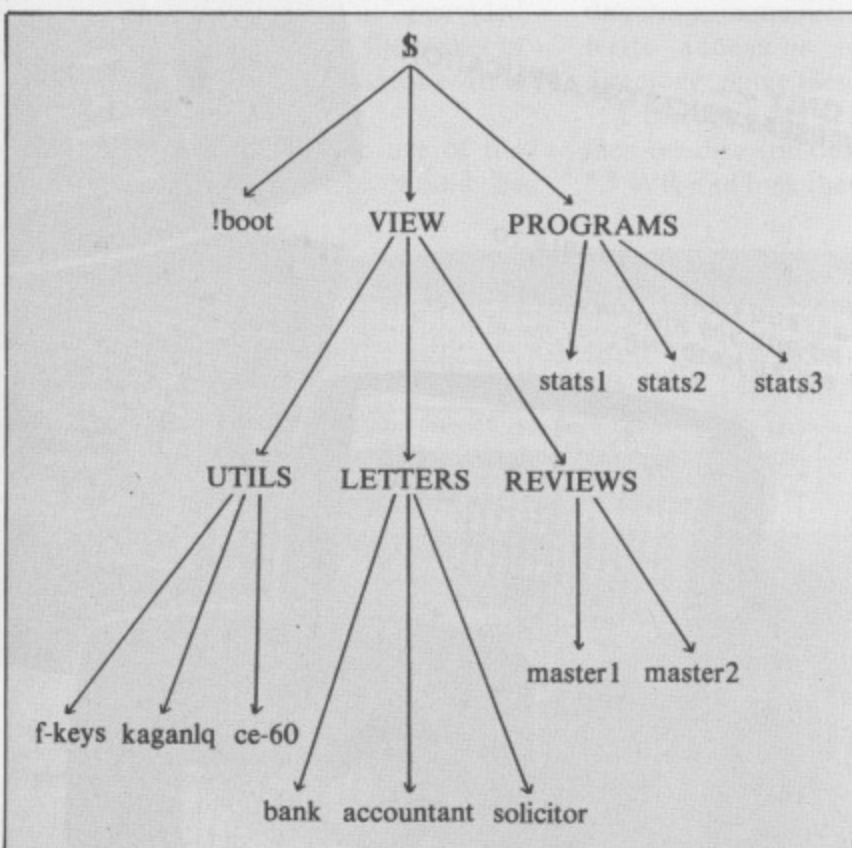 $
!boot VIEW PROGRAMS
stats1 stats2 stats3
UTILS LETTERS REVIEWS
master1 master2
f-keys kaganlq ce-60
bank accountant solicitor